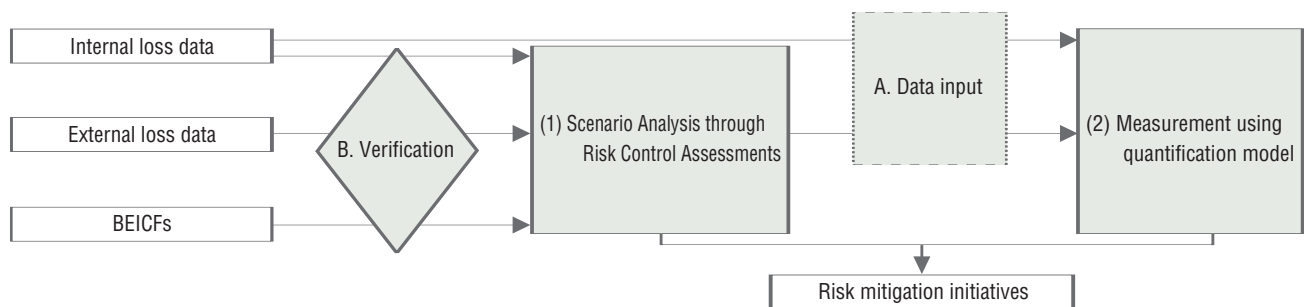 Internal loss data
External loss data
BEICFs
B. Verification
(1) Scenario Analysis through
Risk Control Assessments
A. Data input
(2) Measurement using
quantification model
Risk mitigation initiatives